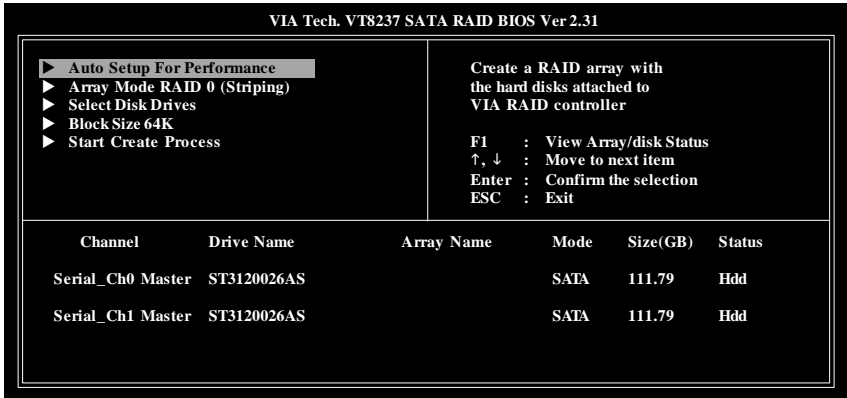 VIA Tech. VT8237 SATA RAID BIOS Ver 2.31
▶ Auto Setup For Performance
▶ Array Mode RAID 0 (Striping)
▶ Select Disk Drives
▶ Block Size 64K
▶ Start Create Process
Create a RAID array with
the hard disks attached to
VIA RAID controller
F1 : View Array/disk Status
↑, ↓ : Move to next item
Enter : Confirm the selection
ESC : Exit
Channel Drive Name Array Name Mode Size(GB) Status
Serial_Ch0 Master ST3120026AS SATA 111.79 Hdd
Serial_Ch1 Master ST3120026AS SATA 111.79 Hdd